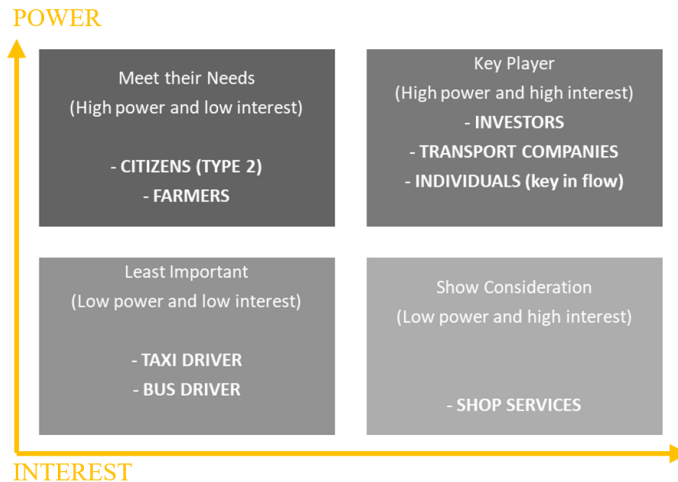 POWER
Meet their Needs
(High power and low interest)
- CITIZENS (TYPE 2)
- FARMERS
Key Player
(High power and high interest)
- INVESTORS
- TRANSPORT COMPANIES
- INDIVIDUALS (key in flow)
Least Important
(Low power and low interest)
- TAXI DRIVER
- BUS DRIVER
Show Consideration
(Low power and high interest)
- SHOP SERVICES
INTEREST